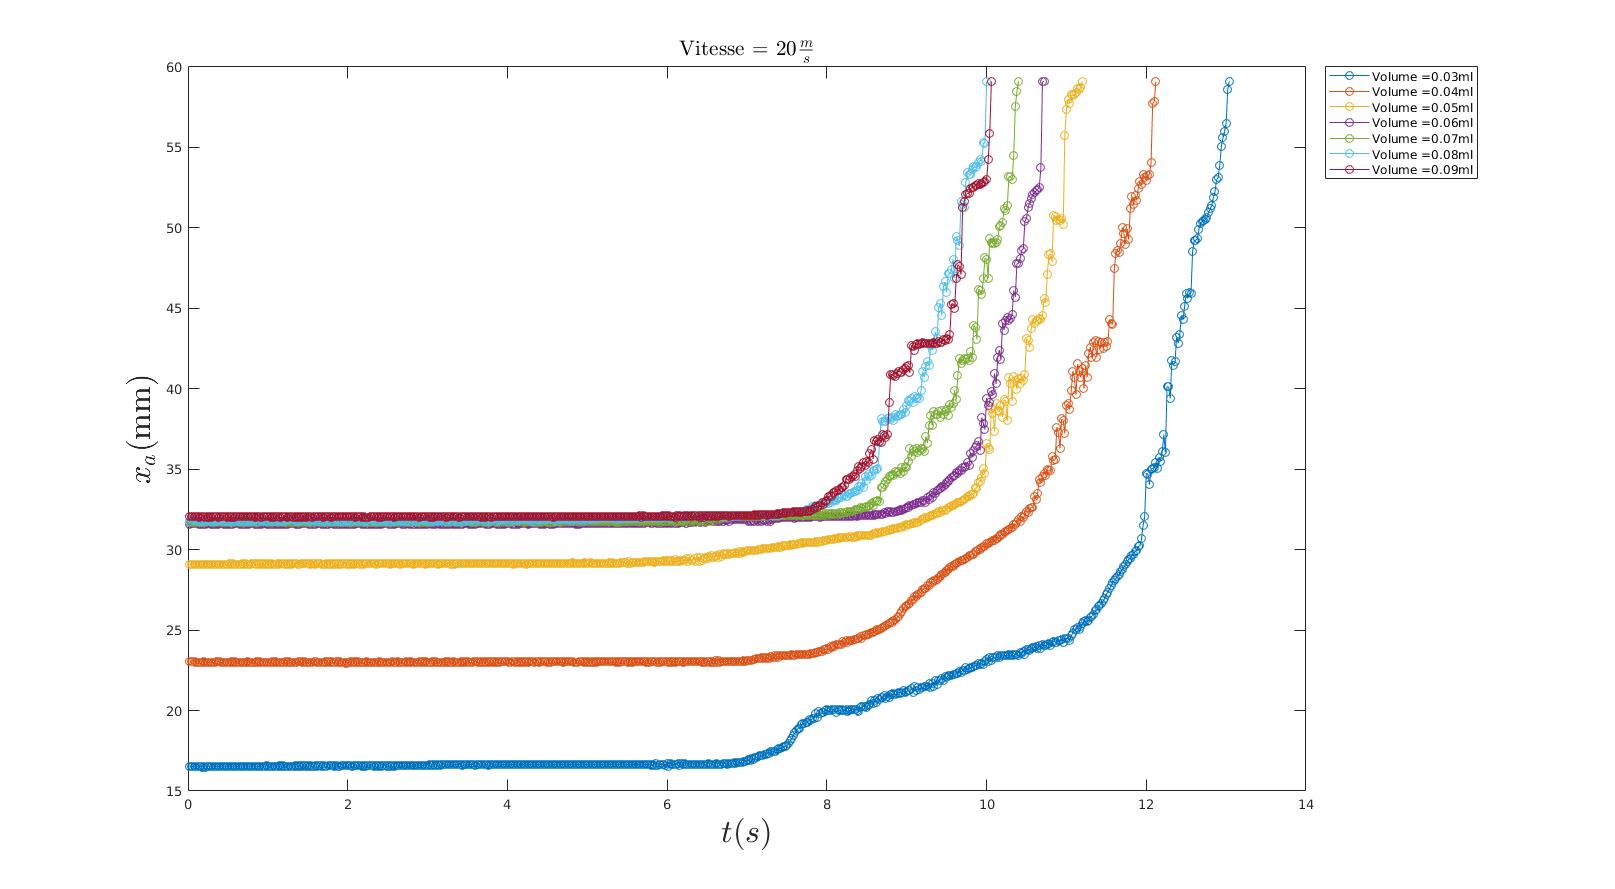 Vitesse = 20 m/s
60
55
50
45
40
35
30
25
20
15
x_a(mm)
0 2 4 6 8 10 12 14
t(s)
Volume =0.03ml
Volume =0.04ml
Volume =0.05ml
Volume =0.06ml
Volume =0.07ml
Volume =0.08ml
Volume =0.09ml